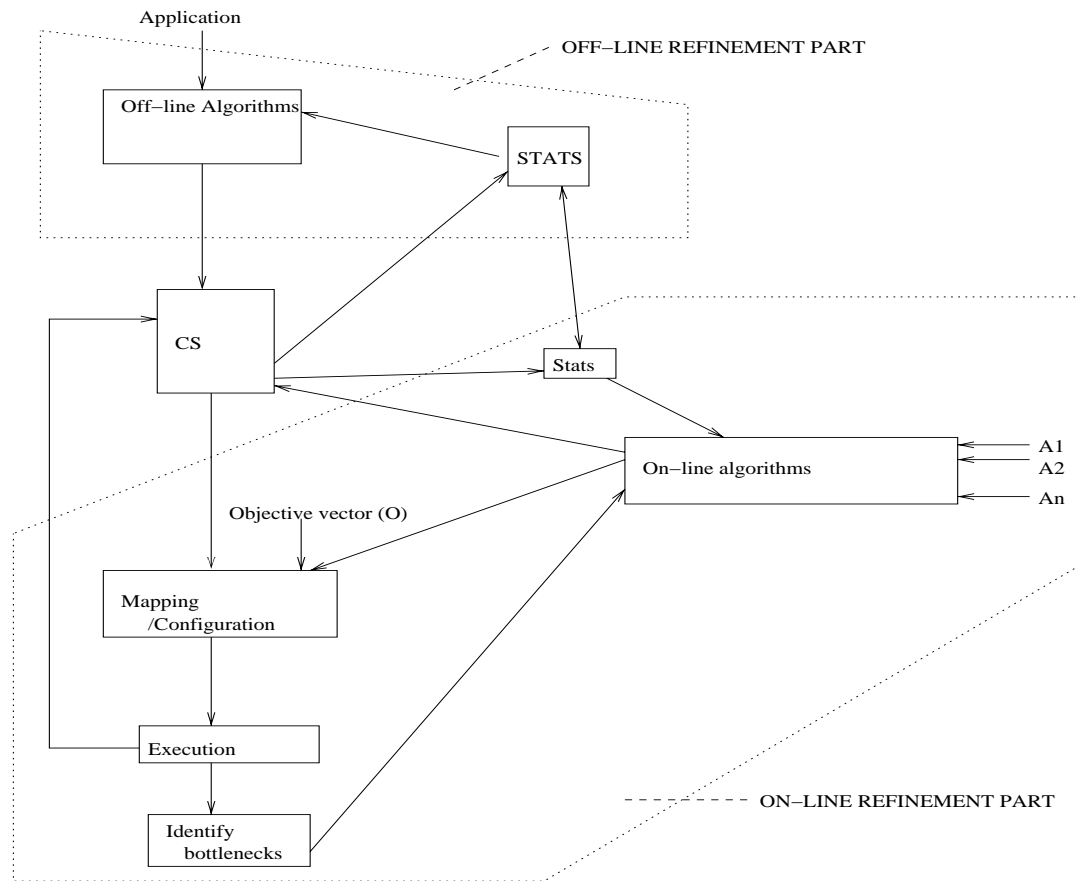 Application
OFF−LINE REFINEMENT PART
Off−line Algorithms
STATS
CS
Stats
On−line algorithms
A1
A2
An
Objective vector (O)
Mapping
/Configuration
Execution
Identify
bottlenecks
ON−LINE REFINEMENT PART